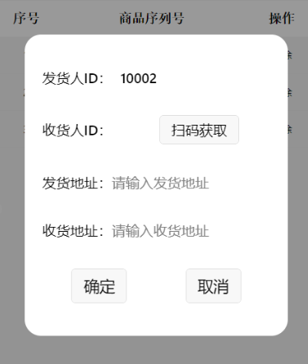 序号 商品序列号 操作
发货人ID： 10002
收货人ID： 扫码获取
发货地址：请输入发货地址
收货地址：请输入收货地址
确定 取消